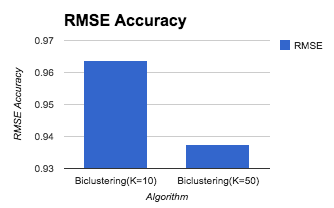 RMSE Accuracy
0.97
0.96
0.95
0.94
0.93
RMSE Accuracy
Biclustering(K=10) Biclustering(K=50)
Algorithm
RMSE